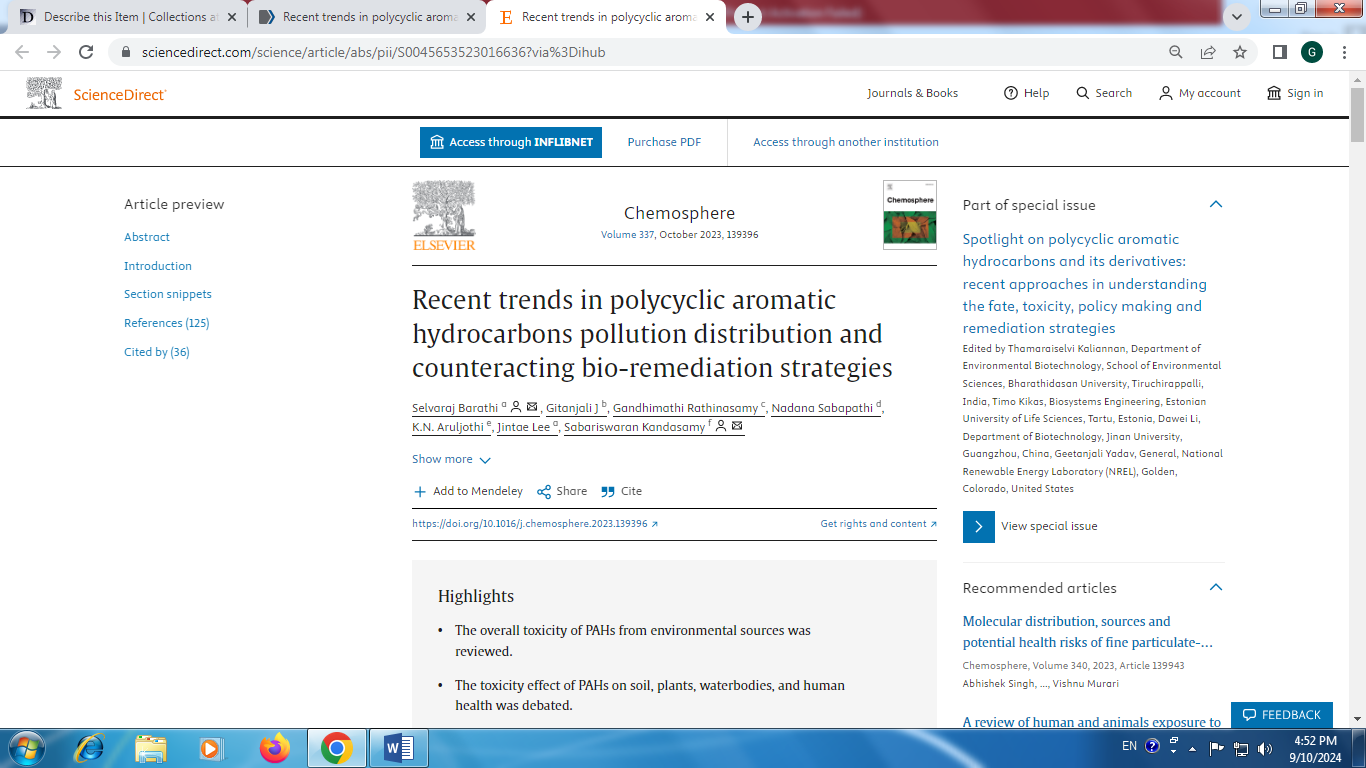 Describe this Item | Collections at
Recent trends in polycyclic aroma
Recent trends in polycyclic aroma
sciencedirect.com/science/article/abs/pii/S0045653523016636?via%3Dihub
G
ScienceDirect
Journals & Books
Help
Search
My account
Sign in
Access through INFLIBNET
Purchase PDF
Access through another institution
Article preview
Abstract
Introduction
Section snippets
References (125)
Cited by (36)
ELSEVIER
Chemosphere
Volume 337, October 2023, 139396
Chemosphere
Recent trends in polycyclic aromatic
hydrocarbons pollution distribution and
counteracting bio-remediation strategies
Selvaraj Barathi a, Gitanjali J b, Gandhimathi Rathinasamy c, Nadana Sabapathi d,
K.N. Aruljothi e, Jintae Lee a, Sabariswaran Kandasamy f
Show more
Add to Mendeley
Share
Cite
https://doi.org/10.1016/j.chemosphere.2023.139396
Get rights and content
Highlights
• The overall toxicity of PAHs from environmental sources was
reviewed.
• The toxicity effect of PAHs on soil, plants, waterbodies, and human
health was debated.
Part of special issue
Spotlight on polycyclic aromatic
hydrocarbons and its derivatives:
recent approaches in understanding
the fate, toxicity, policy making and
remediation strategies
Edited by Thamaraiselvi Kaliannan, Department of
Environmental Biotechnology, School of Environmental
Sciences, Bharathidasan University, Tiruchirappalli,
India, Timo Kikas, Biosystems Engineering, Estonian
University of Life Sciences, Tartu, Estonia, Dawei Li,
Department of Biotechnology, Jinan University,
Guangzhou, China, Geetanjali Yadav, General, National
Renewable Energy Laboratory (NREL), Golden,
Colorado, United States
View special issue
Recommended articles
Molecular distribution, sources and
potential health risks of fine particulate-…
Chemosphere, Volume 340, 2023, Article 139943
Abhishek Singh, …, Vishnu Murari
A review of human and animals exposure to
FEEDBACK
EN
4:52 PM
9/10/2024